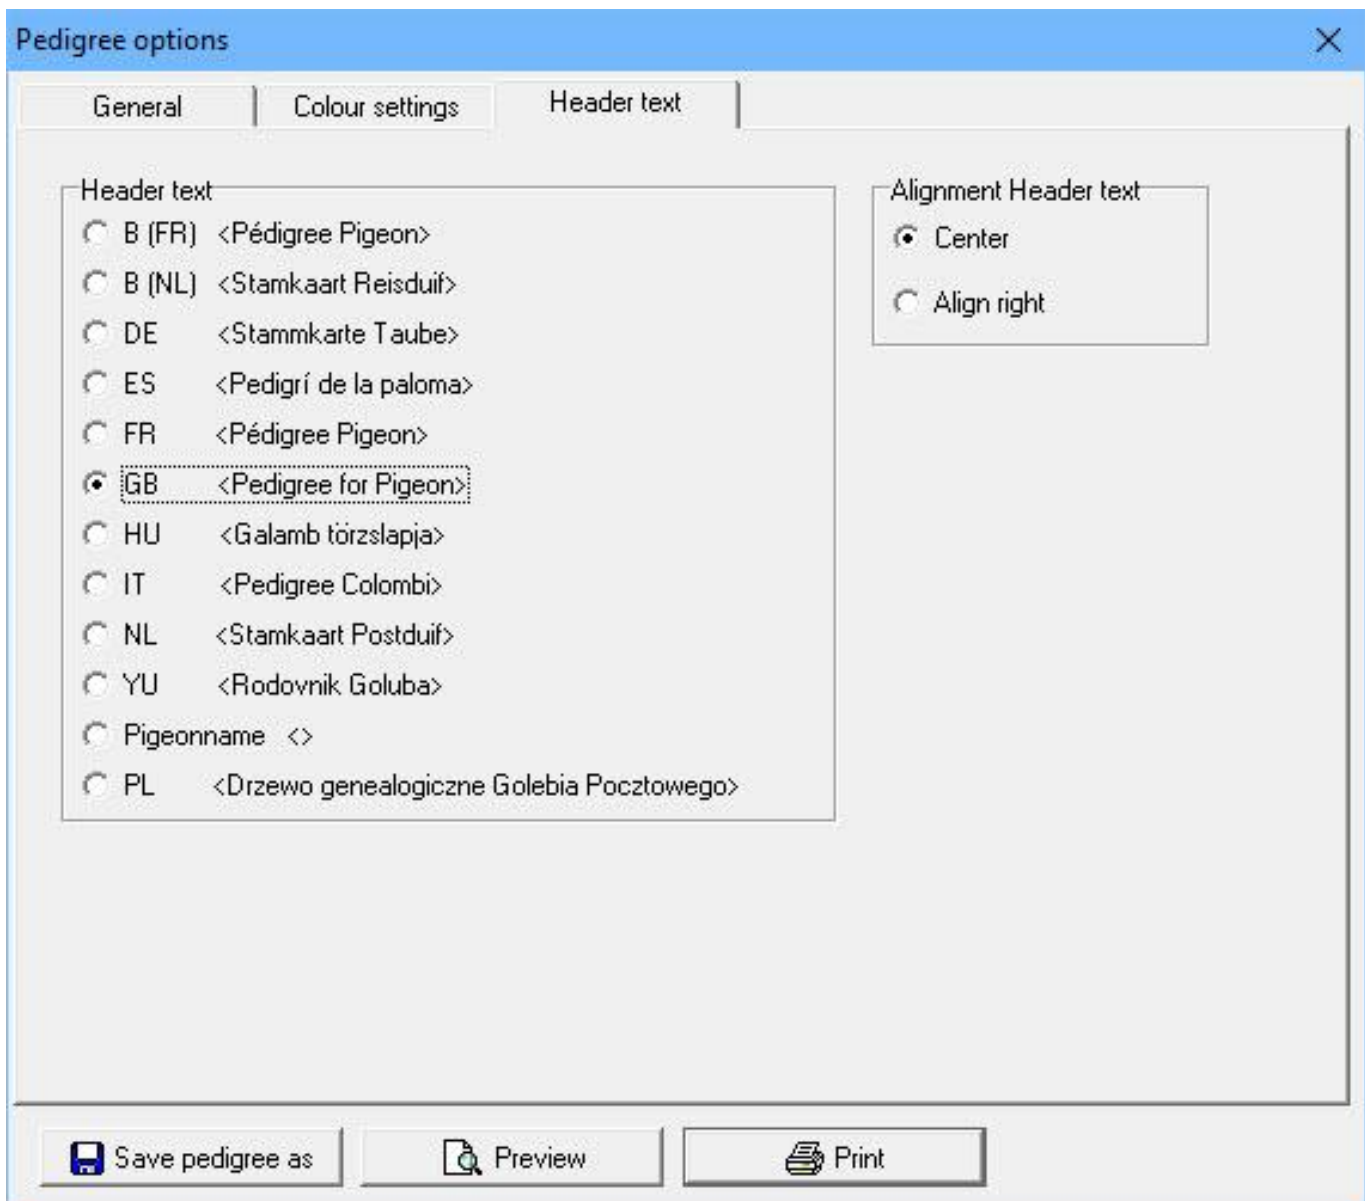 Pedigree options
General
Colour settings
Header text
Header text
B (FR) <Pédigree Pigeon>
B (NL) <Stamkaart Reisduif>
DE <Stammkarte Taube>
ES <Pedigrí de la paloma>
FR <Pédigree Pigeon>
GB <Pedigree for Pigeon>
HU <Galamb törzslapja>
IT <Pedigree Colombi>
NL <Stamkaart Postduif>
YU <Rodovnik Goluba>
Pigeonname <>
PL <Drzewo genealogiczne Golebia Pocztowego>
Alignment Header text
Center
Align right
Save pedigree as
Preview
Print